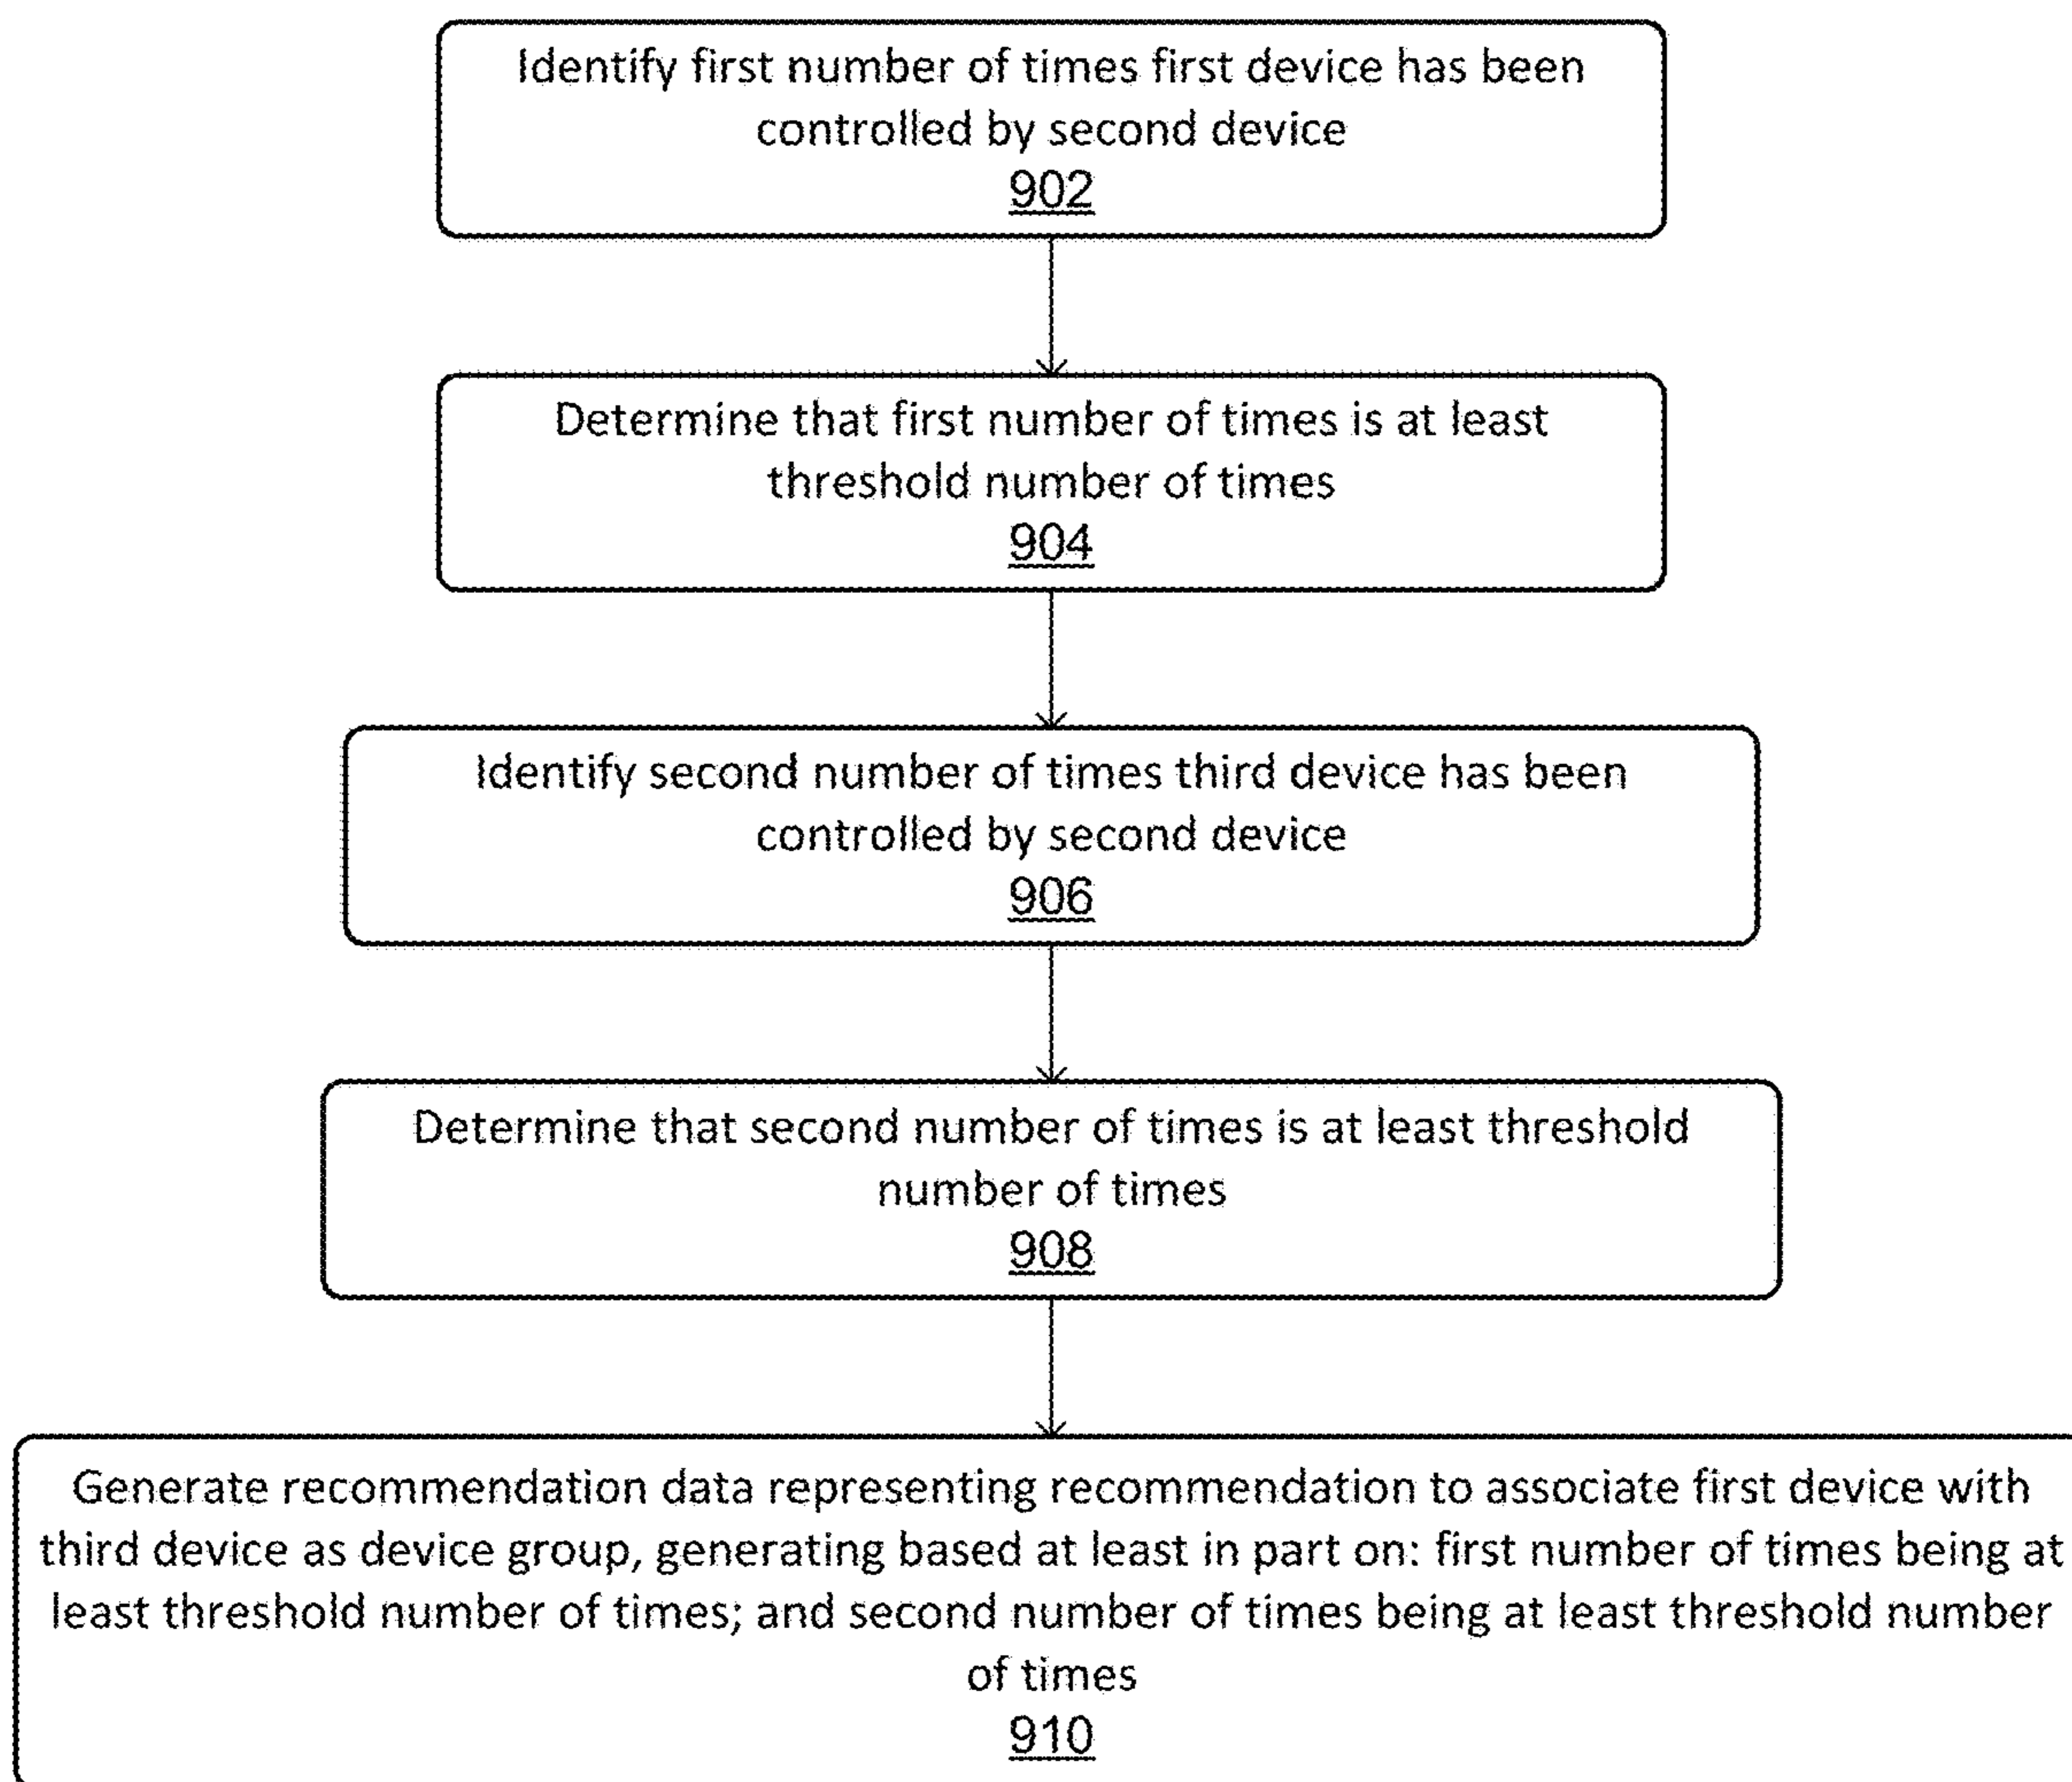 Identify first number of times first device has been
controlled by second device
902
Determine that first number of times is at least
threshold number of times
904
Identify second number of times third device has been
controlled by second device
906
Determine that second number of times is at least threshold
number of times
908
Generate recommendation data representing recommendation to associate first device with
third device as device group, generating based at least in part on: first number of times being at
least threshold number of times; and second number of times being at least threshold number
of times
910